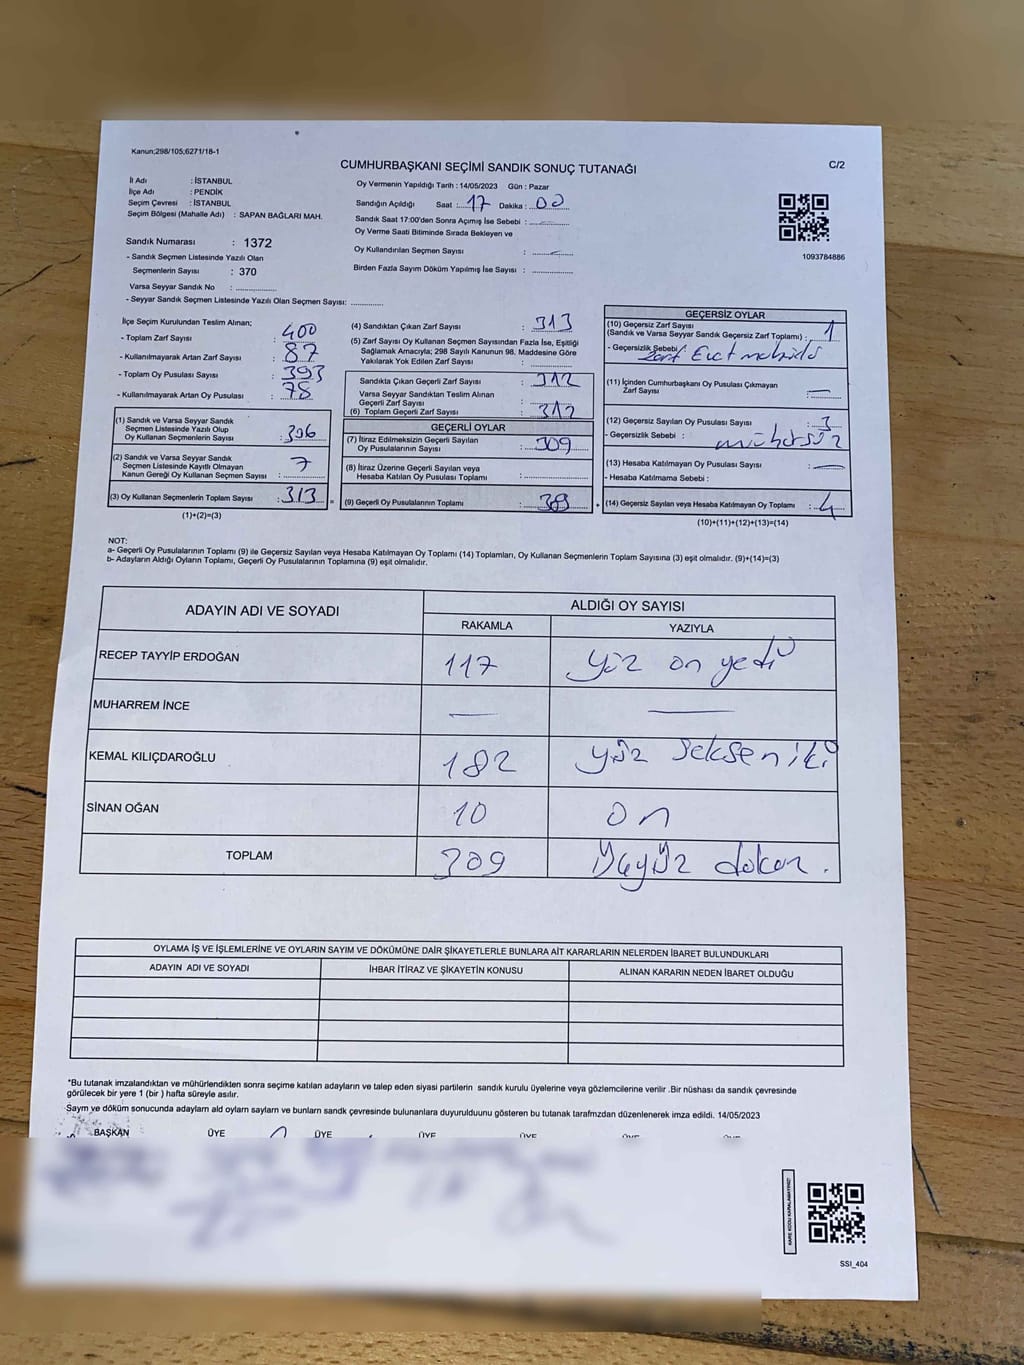 Kanun;298/105;6271/18-1
CUMHURBAŞKANI SEÇİMİ SANDIK SONUÇ TUTANAĞI
C/2
İl Adı : İSTANBUL
İlçe Adı : PENDİK
Seçim Çevresi : İSTANBUL
Seçim Bölgesi (Mahalle Adı) : SAPAN BAĞLARI MAH.
Sandık Numarası : 1372
- Sandık Seçmen Listesinde Yazılı Olan
Seçmenlerin Sayısı : 370
Varsa Seyyar Sandık No : ....................
- Seyyar Sandık Seçmen Listesinde Yazılı Olan Seçmen Sayısı: ..............
Oy Vermenin Yapıldığı Tarih : 14/05/2023 Gün : Pazar
Sandığın Açıldığı Saat : 17 Dakika : 00
Sandık Saat 17:00'den Sonra Açımış İse Sebebi :
Oy Verme Saati Bitiminde Sırada Bekleyen ve
Oy Kullandırılan Seçmen Sayısı :
Birden Fazla Sayım Döküm Yapılmış İse Sayısı : ..............
1093784886
İlçe Seçim Kurulundan Teslim Alınan;
- Toplam Zarf Sayısı : 400
- Kullanılmayarak Artan Zarf Sayısı : 87
- Toplam Oy Pusulası Sayısı : 393
- Kullanılmayarak Artan Oy Pusulası : 78
(1) Sandık ve Varsa Seyyar Sandık
Seçmen Listesinde Yazılı Olup
Oy Kullanan Seçmenlerin Sayısı : 306
(2) Sandık ve Varsa Seyyar Sandık
Seçmen Listesinde Kayıtlı Olmayan
Kanun Gereği Oy Kullanan Seçmen Sayısı : 7
(3) Oy Kullanan Seçmenlerin Toplam Sayısı : 313
(1)+(2)=(3)
=
(4) Sandıktan Çıkan Zarf Sayısı : 313
(5) Zarf Sayısı Oy Kullanan Seçmen Sayısından Fazla İse, Eşitliği
Sağlamak Amacıyla; 298 Sayılı Kanunun 98. Maddesine Göre
Yakılarak Yok Edilen Zarf Sayısı : ..............
Sandıkta Çıkan Geçerli Zarf Sayısı : 312
Varsa Seyyar Sandıktan Teslim Alınan
Geçerli Zarf Sayısı :
(6) Toplam Geçerli Zarf Sayısı : 312
GEÇERLİ OYLAR
(7) İtiraz Edilmeksizin Geçerli Sayılan
Oy Pusulalarının Sayısı : 309
(8) İtiraz Üzerine Geçerli Sayılan veya
Hesaba Katılan Oy Pusulası Toplamı : ..............
(9) Geçerli Oy Pusulalarının Toplamı : 309
+
GEÇERSİZ OYLAR
(10) Geçersiz Zarf Sayısı
(Sandık ve Varsa Seyyar Sandık Geçersiz Zarf Toplamı) : 1
- Geçersizlik Sebebi : Zarf
(11) İçinden Cumhurbaşkanı Oy Pusulası Çıkmayan
Zarf Sayısı : —
(12) Geçersiz Sayılan Oy Pusulası Sayısı : 3
- Geçersizlik Sebebi : mühürsüz
(13) Hesaba Katılmayan Oy Pusulası Sayısı : —
- Hesaba Katılmama Sebebi :
(14) Geçersiz Sayılan veya Hesaba Katılmayan Oy Toplamı : 4
(10)+(11)+(12)+(13)=(14)
NOT:
a- Geçerli Oy Pusulalarının Toplamı (9) ile Geçersiz Sayılan veya Hesaba Katılmayan Oy Toplamı (14) Toplamları, Oy Kullanan Seçmenlerin Toplam Sayısına (3) eşit olmalıdır. (9)+(14)=(3)
b- Adayların Aldığı Oyların Toplamı, Geçerli Oy Pusulalarının Toplamına (9) eşit olmalıdır.
ADAYIN ADI VE SOYADI
ALDIĞI OY SAYISI
RAKAMLA YAZIYLA
RECEP TAYYİP ERDOĞAN 117 yüz on yedi
MUHARREM İNCE — —
KEMAL KILIÇDAROĞLU 182 yüz seksen iki
SİNAN OĞAN 10 on
TOPLAM 309 Üçyüz dokuz.
OYLAMA İŞ VE İŞLEMLERİNE VE OYLARIN SAYIM VE DÖKÜMÜNE DAİR ŞİKAYETLERLE BUNLARA AİT KARARLARIN NELERDEN İBARET BULUNDUKLARI
ADAYIN ADI VE SOYADI İHBAR İTİRAZ VE ŞİKAYETİN KONUSU ALINAN KARARIN NEDEN İBARET OLDUĞU
*Bu tutanak imzalandıktan ve mühürlendikten sonra seçime katılan adayların ve talep eden siyasi partilerin sandık kurulu üyelerine veya gözlemcilerine verilir .Bir nüshası da sandık çevresinde
görülecek bir yere 1 (bir ) hafta süreyle asılır.
Saym ve döküm sonucunda adaylarn ald oylarn saylarn ve bunlarn sandk çevresinde bulunanlara duyurulduunu gösteren bu tutanak tarafmzdan düzenlenerek imza edildi. 14/05/2023
BAŞKAN ÜYE ÜYE ÜYE ÜYE
KARE KODU KARALAMAYINIZ!
SSI_404